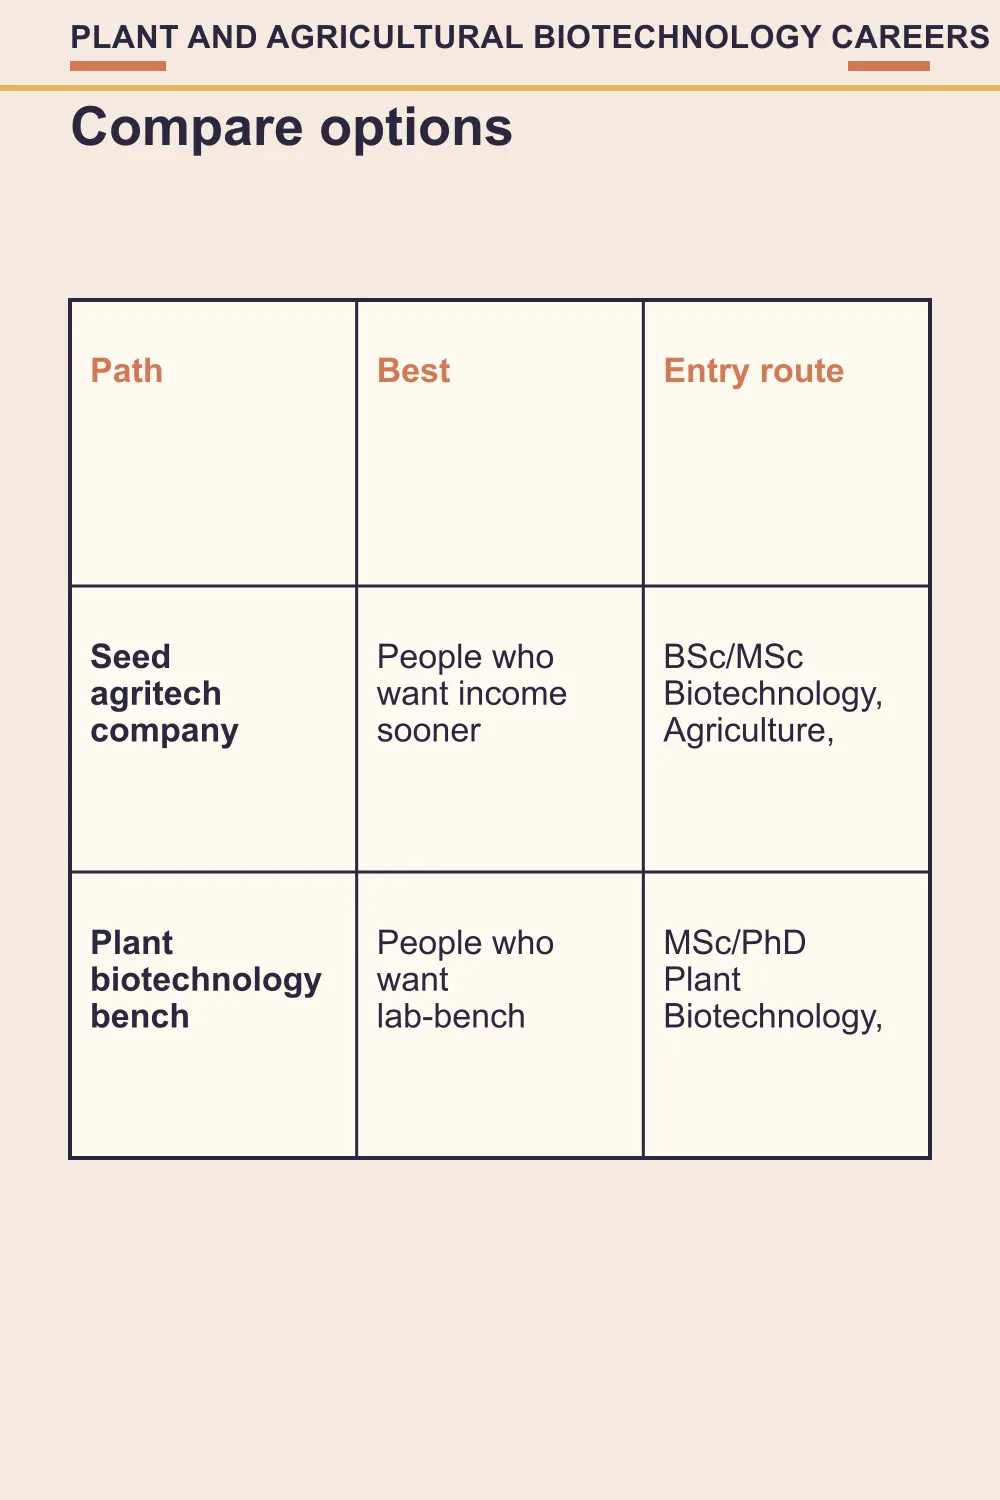 PLANT AND AGRICULTURAL BIOTECHNOLOGY CAREERS
Compare options
Path
Best
Entry route
Seed
agritech
company
People who
want income
sooner
BSc/MSc
Biotechnology,
Agriculture,
Plant
biotechnology
bench
People who
want
lab-bench
MSc/PhD
Plant
Biotechnology,